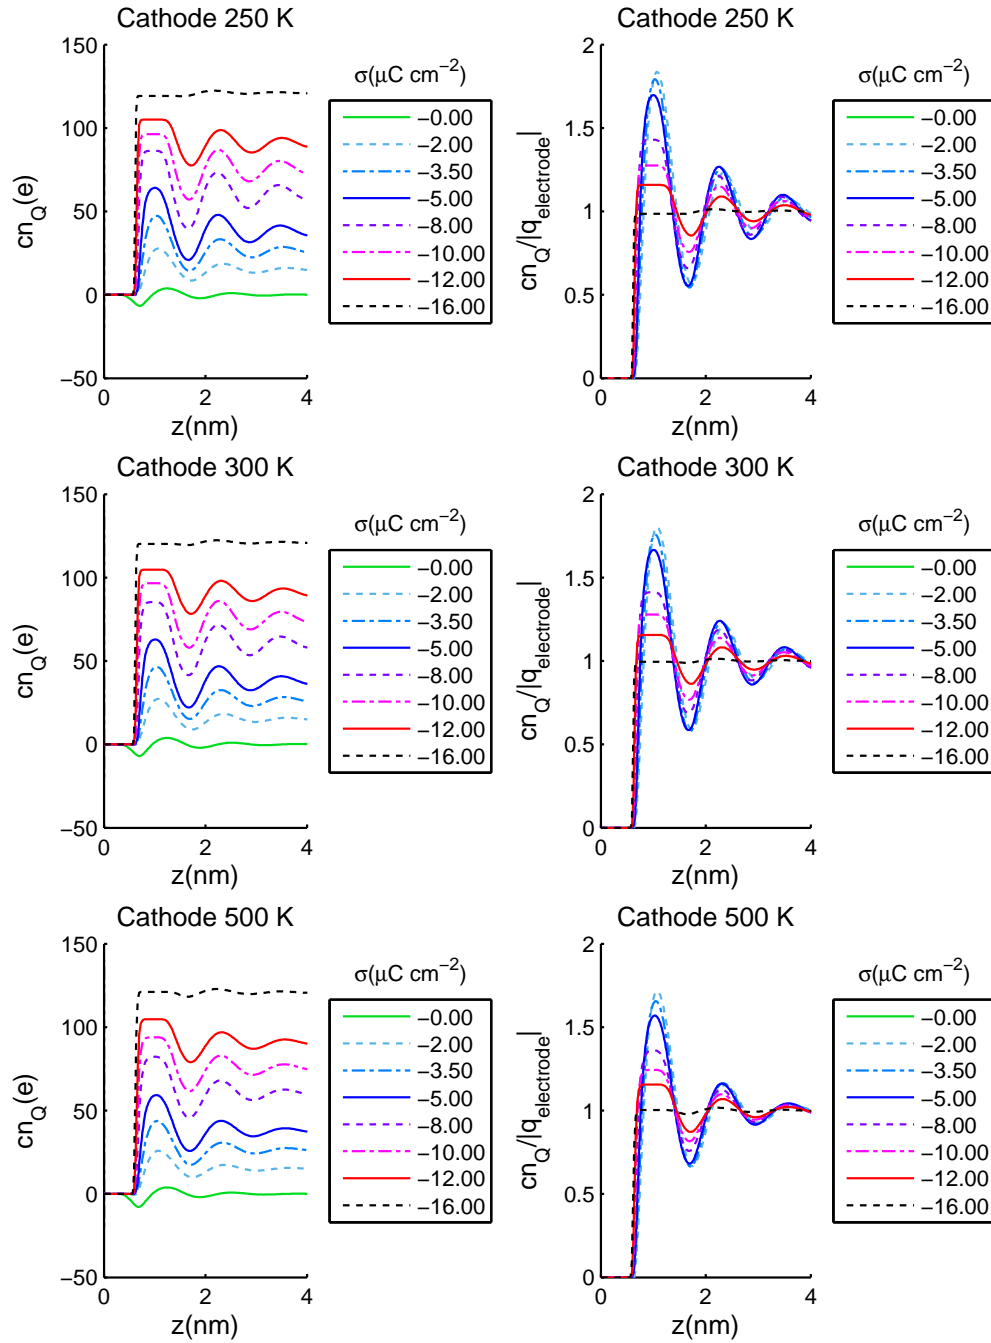 Cathode 250 K
cn_Q(e)
150
100
50
0
−50
0 2 4
z(nm)
σ(μC cm⁻²)
−0.00
−2.00
−3.50
−5.00
−8.00
−10.00
−12.00
−16.00
Cathode 250 K
cn_Q/|q_electrode|
2
1.5
1
0.5
0
0 2 4
z(nm)
σ(μC cm⁻²)
−0.00
−2.00
−3.50
−5.00
−8.00
−10.00
−12.00
−16.00
Cathode 300 K
cn_Q(e)
150
100
50
0
−50
0 2 4
z(nm)
σ(μC cm⁻²)
−0.00
−2.00
−3.50
−5.00
−8.00
−10.00
−12.00
−16.00
Cathode 300 K
cn_Q/|q_electrode|
2
1.5
1
0.5
0
0 2 4
z(nm)
σ(μC cm⁻²)
−0.00
−2.00
−3.50
−5.00
−8.00
−10.00
−12.00
−16.00
Cathode 500 K
cn_Q(e)
150
100
50
0
−50
0 2 4
z(nm)
σ(μC cm⁻²)
−0.00
−2.00
−3.50
−5.00
−8.00
−10.00
−12.00
−16.00
Cathode 500 K
cn_Q/|q_electrode|
2
1.5
1
0.5
0
0 2 4
z(nm)
σ(μC cm⁻²)
−0.00
−2.00
−3.50
−5.00
−8.00
−10.00
−12.00
−16.00